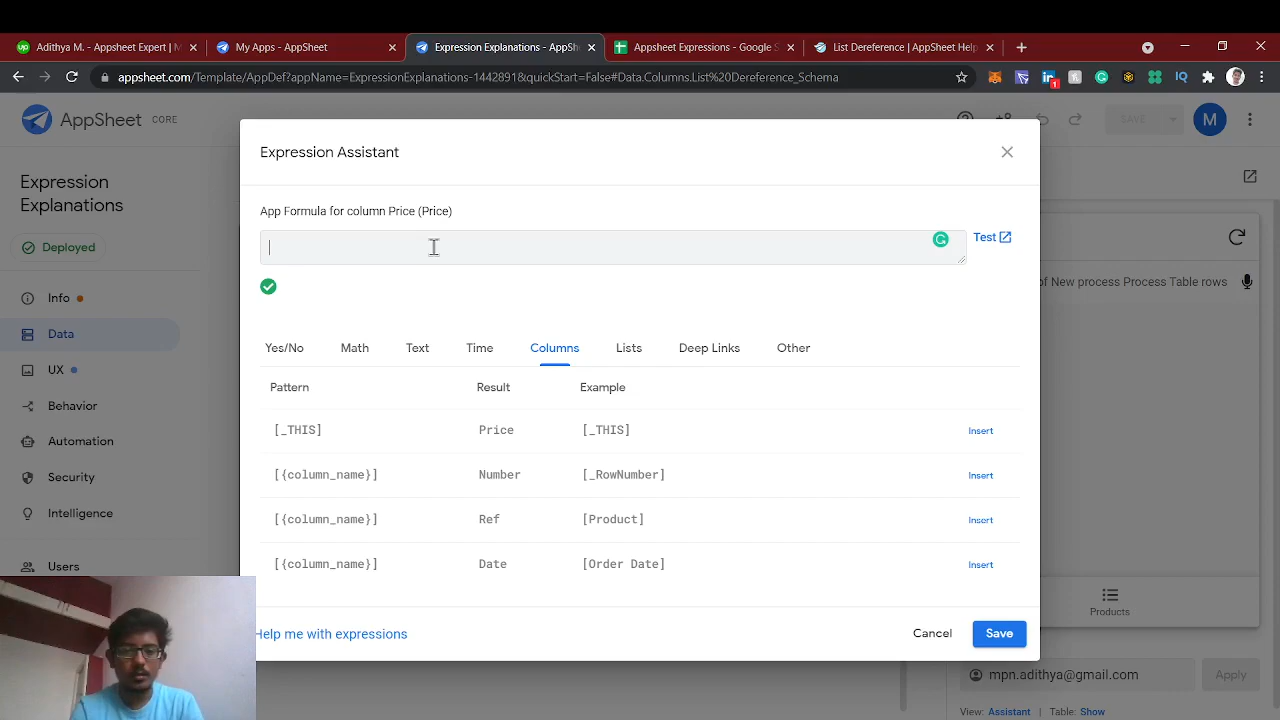 Adithya M. - AppSheet Expert | M
My Apps - AppSheet
Expression Explanations - AppSh
Appsheet Expressions - Google S
List Dereference | AppSheet Help
appsheet.com/Template/AppDef?appName=ExpressionExplanations-1442891&quickStart=False#Data.Columns.List%20Dereference_Schema
IQ
1
AppSheet CORE
SAVE
M
Expression Assistant
Expression
Explanations
App Formula for column Price (Price)
Test
Deployed
of New process Process Table rows
Info
Data
Yes/No Math Text Time Columns Lists Deep Links Other
UX
Pattern Result Example
Behavior
[_THIS] Price [_THIS] Insert
Automation
[{column_name}] Number [_RowNumber] Insert
Security
[{column_name}] Ref [Product] Insert
Intelligence
[{column_name}] Date [Order Date] Insert
Users
Products
Help me with expressions
Cancel
Save
mpn.adithya@gmail.com
Apply
View: Assistant | Table: Show